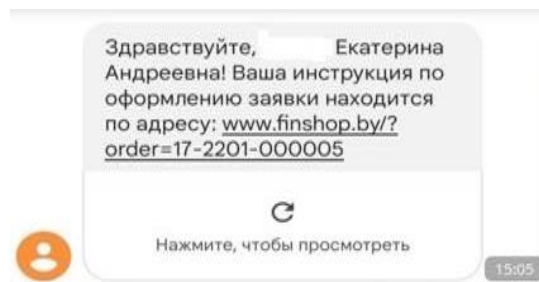 Здравствуйте, Екатерина
Андреевна! Ваша инструкция по
оформлению заявки находится
по адресу: www.finshop.by/?
order=17-2201-000005
Нажмите, чтобы просмотреть
15:05